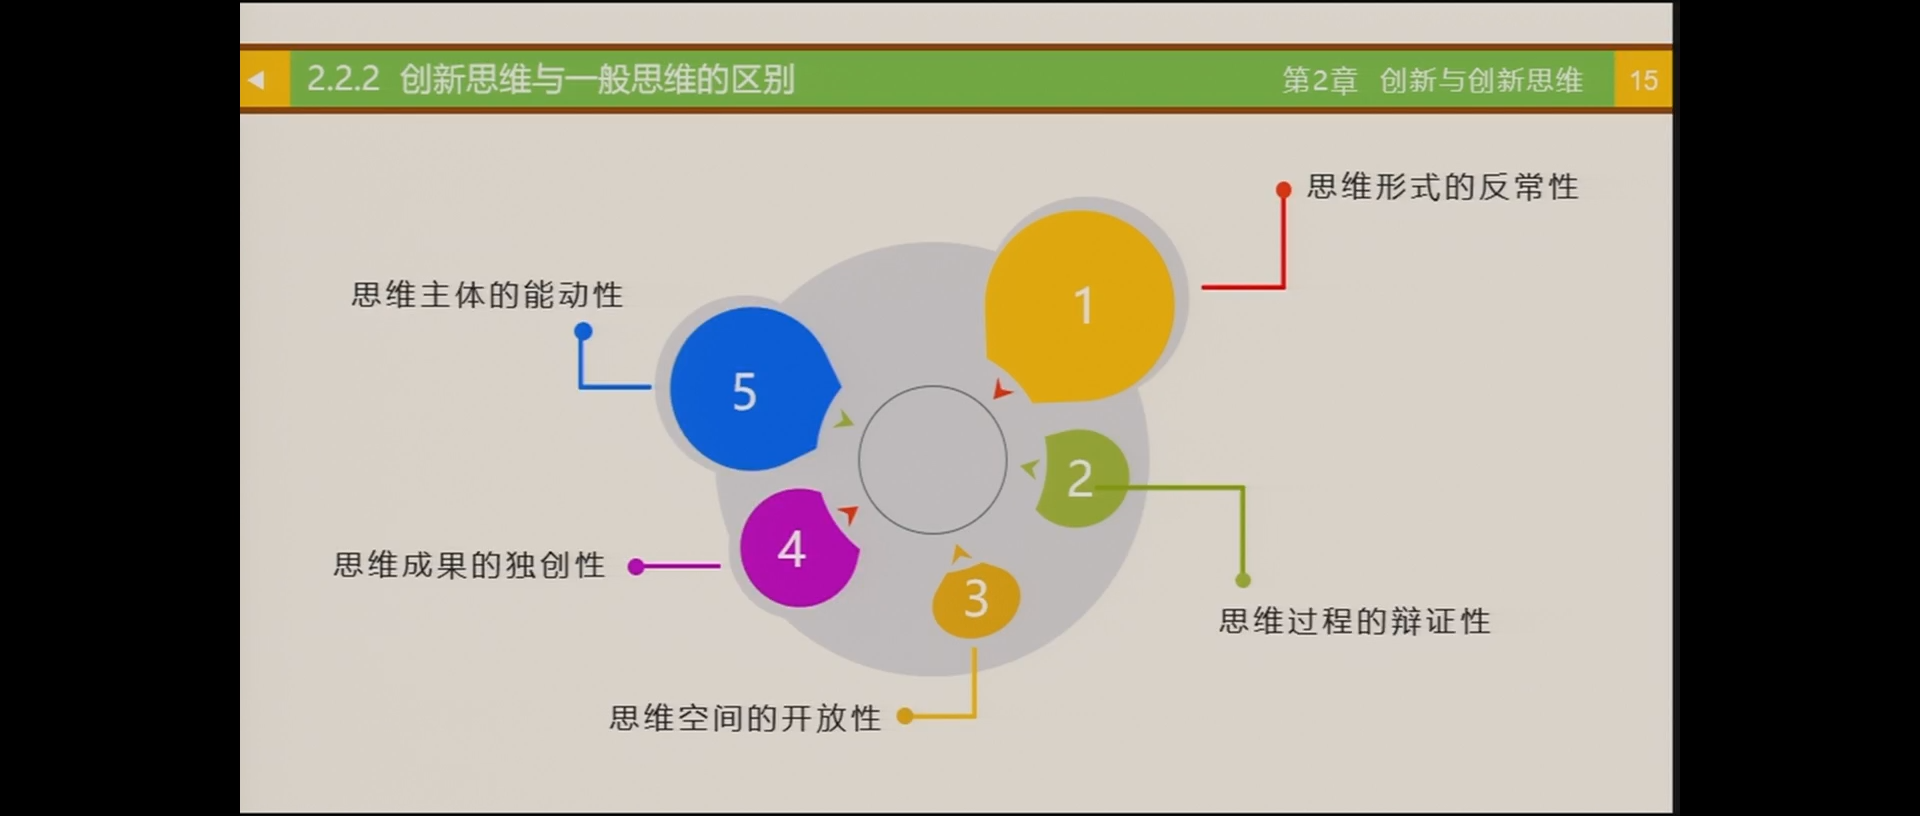 2.2.2 创新思维与一般思维的区别
第2章 创新与创新思维 15
思维形式的反常性
1
思维主体的能动性
5
2
4
思维成果的独创性
3
思维过程的辩证性
思维空间的开放性